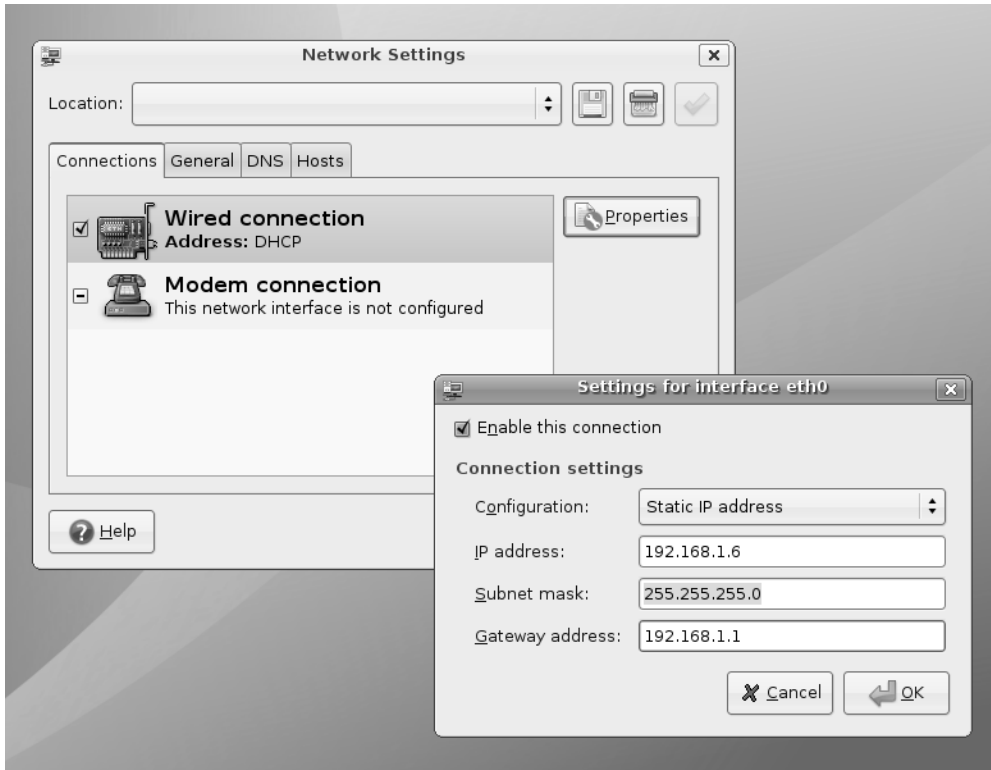 Network Settings
Location:
Connections General DNS Hosts
Wired connection
Address: DHCP
Properties
Modem connection
This network interface is not configured
Help
Settings for interface eth0
Enable this connection
Connection settings
Configuration: Static IP address
IP address: 192.168.1.6
Subnet mask: 255.255.255.0
Gateway address: 192.168.1.1
Cancel OK